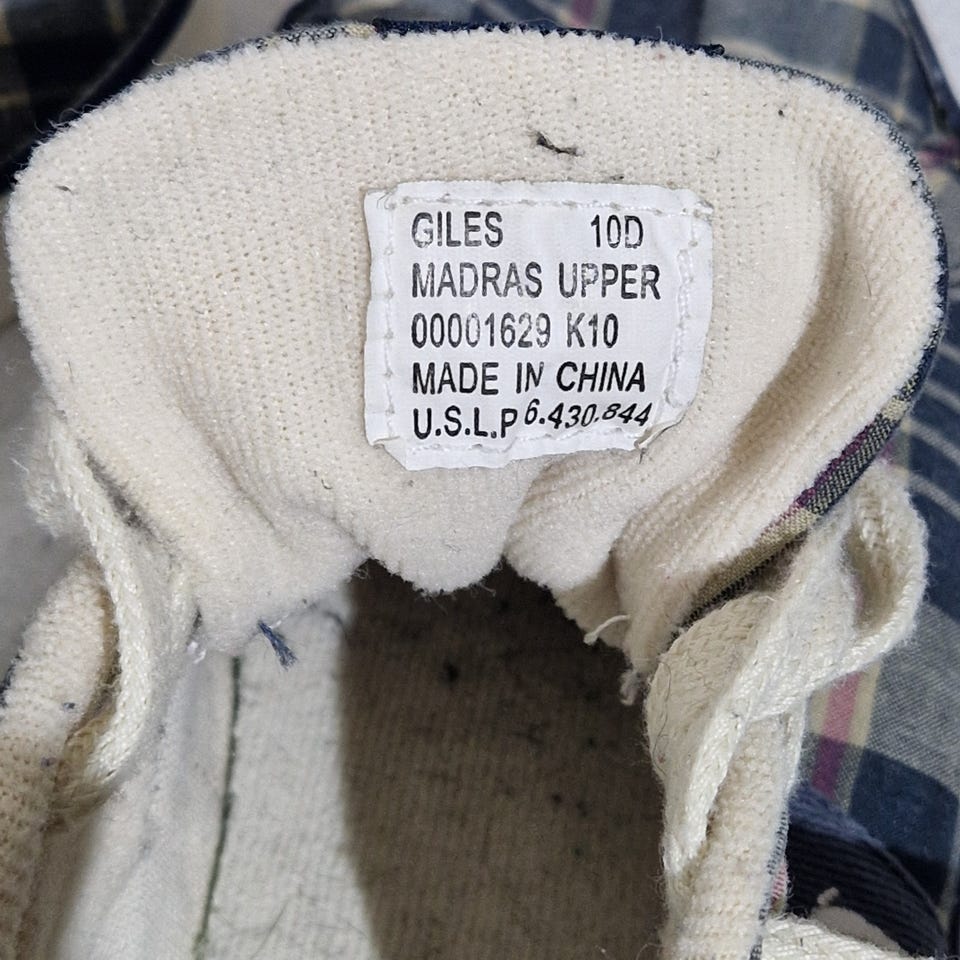 GILES 10D
MADRAS UPPER
00001629 K10
MADE IN CHINA
U.S.L.P 6.430.844